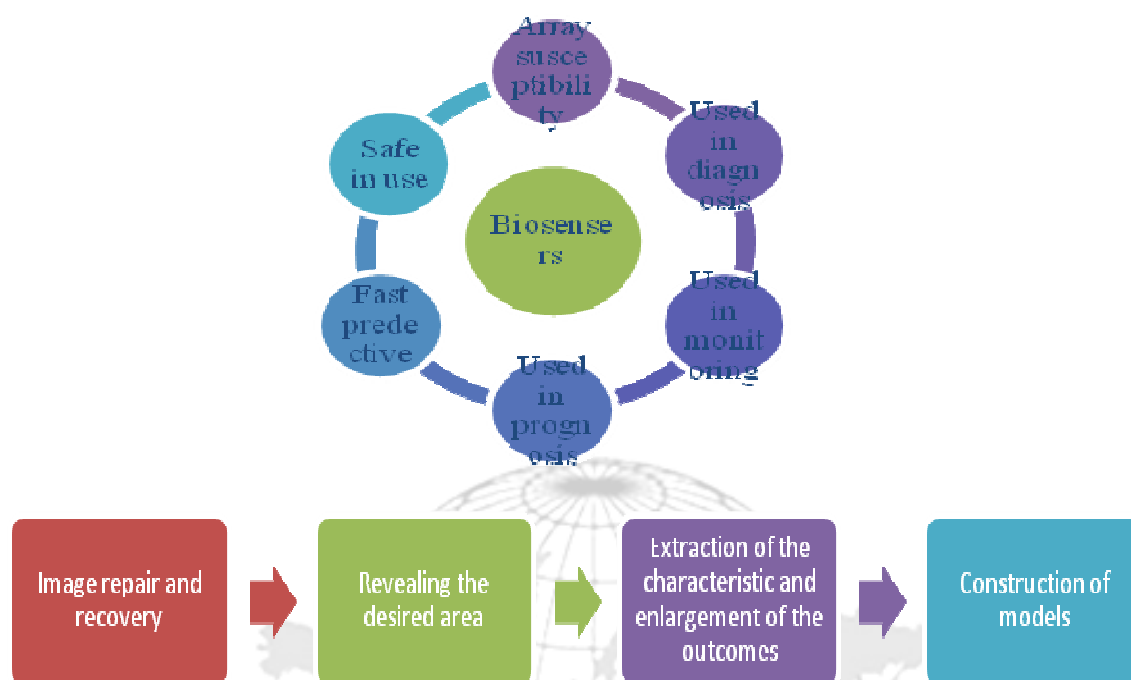 Array
susce
ptibili
ty
Used
in
diagn
osis
Used
in
monit
oring
Used
in
progn
osis
Fast
prede
ctive
Safe
in use
Biosense
rs
Image repair and
recovery
Revealing the
desired area
Extraction of the
characteristic and
enlargement of the
outcomes
Construction of
models